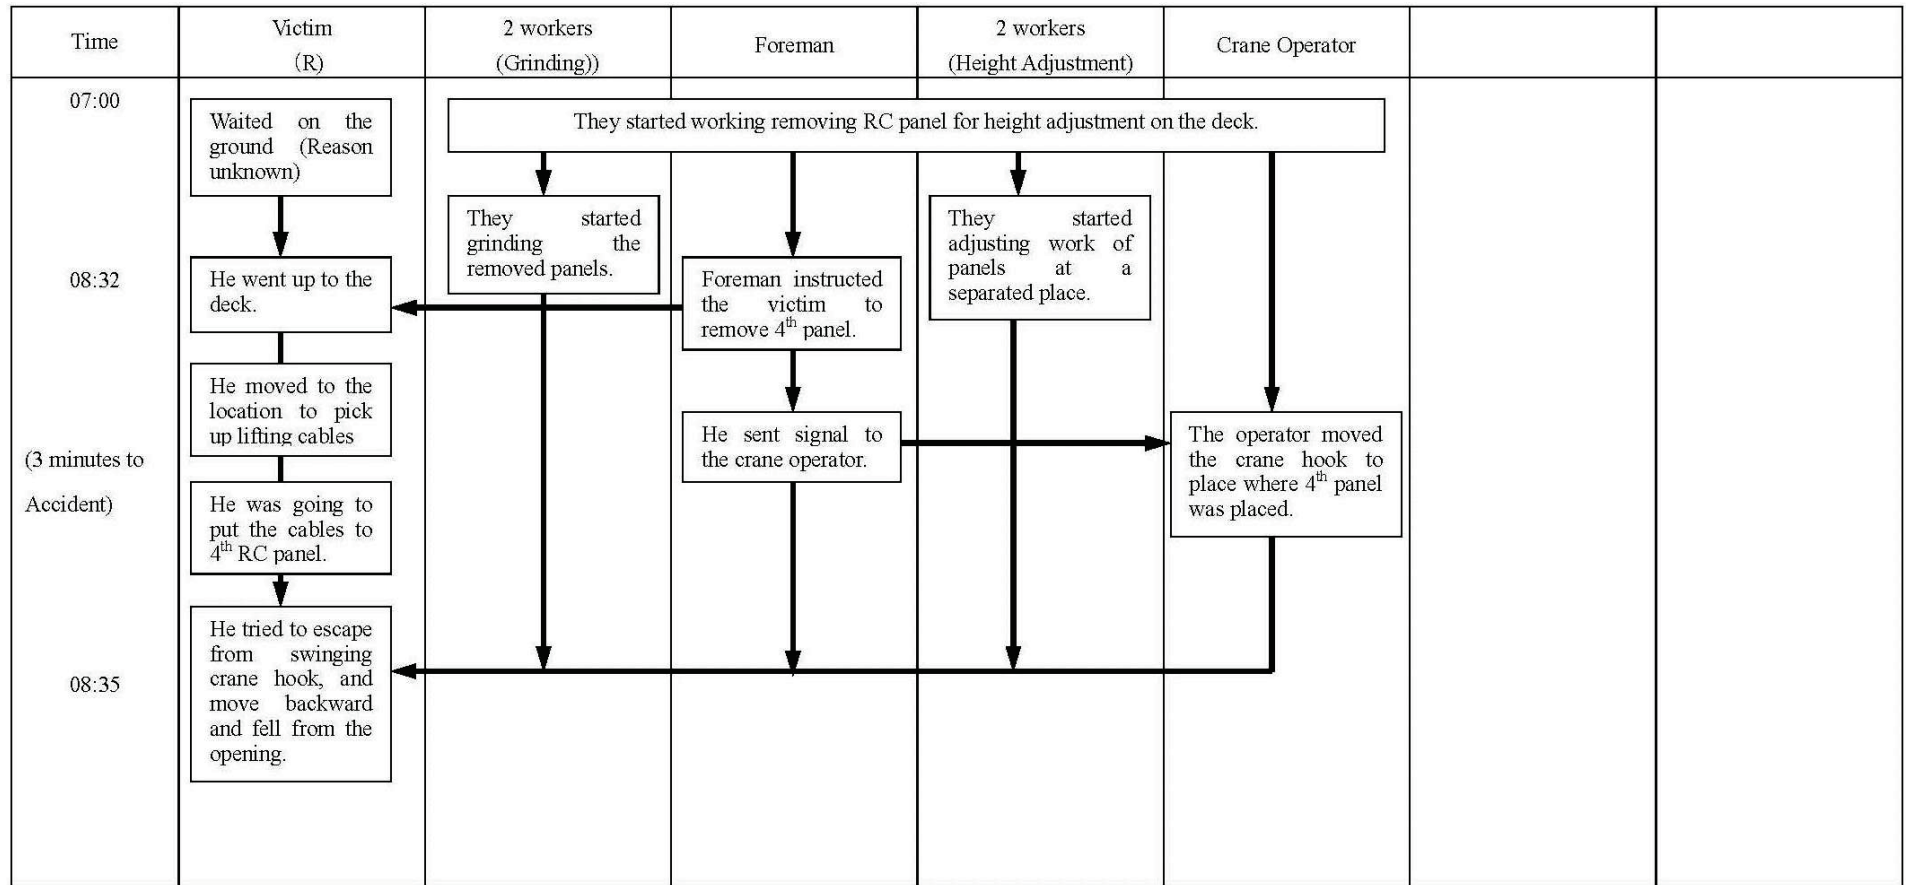 Time
Victim
(R)
2 workers
(Grinding))
Foreman
2 workers
(Height Adjustment)
Crane Operator
07:00
Waited on the
ground (Reason
unknown)
They started working removing RC panel for height adjustment on the deck.
They started
grinding the
removed panels.
They started
adjusting work of
panels at a
separated place.
08:32
He went up to the
deck.
Foreman instructed
the victim to
remove 4th panel.
He moved to the
location to pick
up lifting cables
He sent signal to
the crane operator.
The operator moved
the crane hook to
place where 4th panel
was placed.
(3 minutes to
Accident)
He was going to
put the cables to
4th RC panel.
08:35
He tried to escape
from swinging
crane hook, and
move backward
and fell from the
opening.